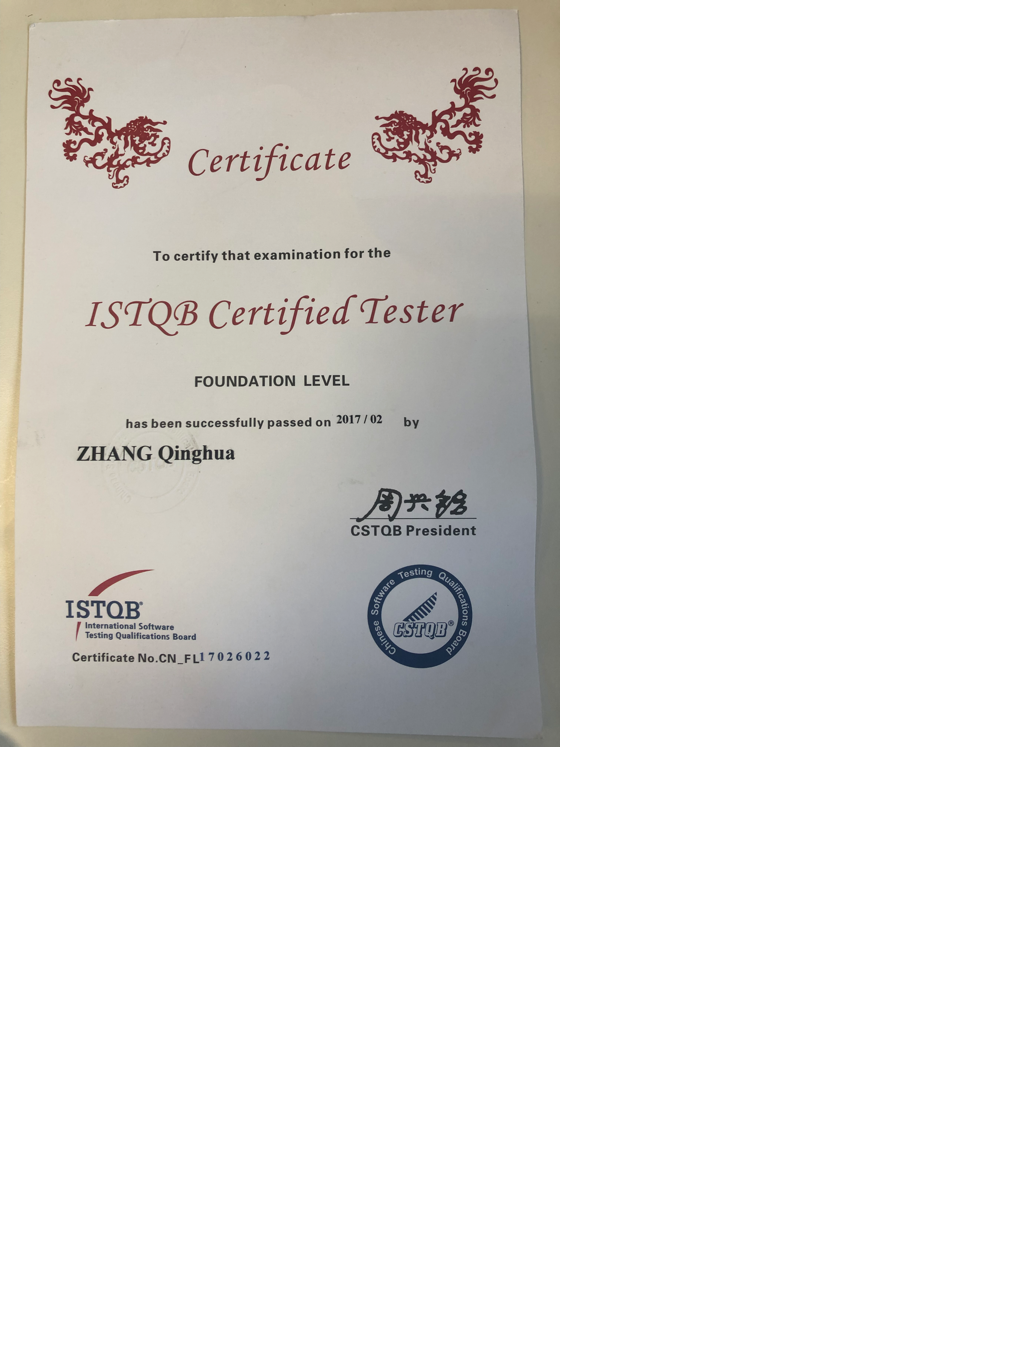 Certificate
To certify that examination for the
ISTQB Certified Tester
FOUNDATION LEVEL
has been successfully passed on 2017 / 02 by
ZHANG Qinghua
周兴
CSTQB President
ISTQB®
International Software
Testing Qualifications Board
Certificate No.CN_FL17026022
Chinese Software Testing Qualifications Board
CSTQB®